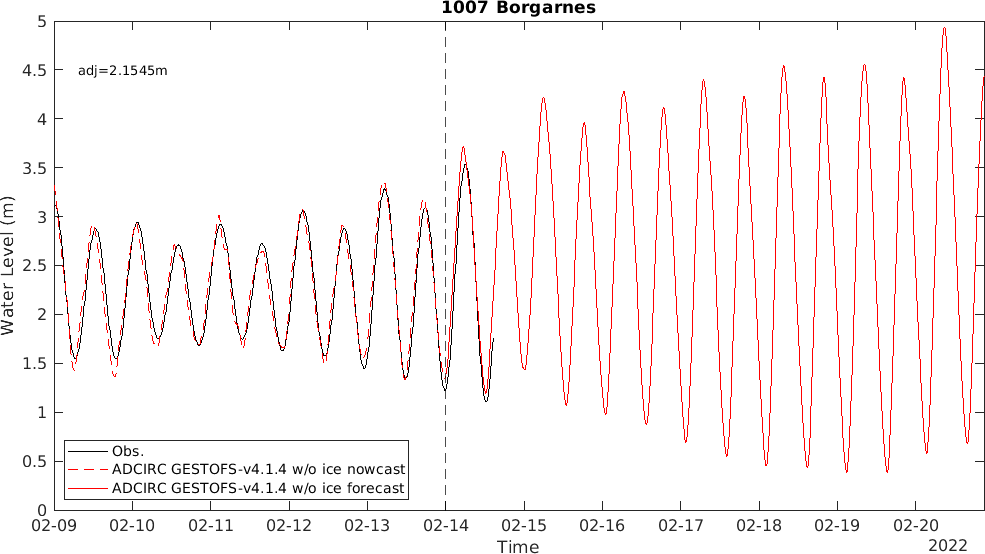 1007 Borgarnes
5
4.5
4
3.5
3
2.5
2
1.5
1
0.5
0
Water Level (m)
adj=2.1545m
Obs.
ADCIRC GESTOFS-v4.1.4 w/o ice nowcast
ADCIRC GESTOFS-v4.1.4 w/o ice forecast
02-09 02-10 02-11 02-12 02-13 02-14 02-15 02-16 02-17 02-18 02-19 02-20
2022
Time